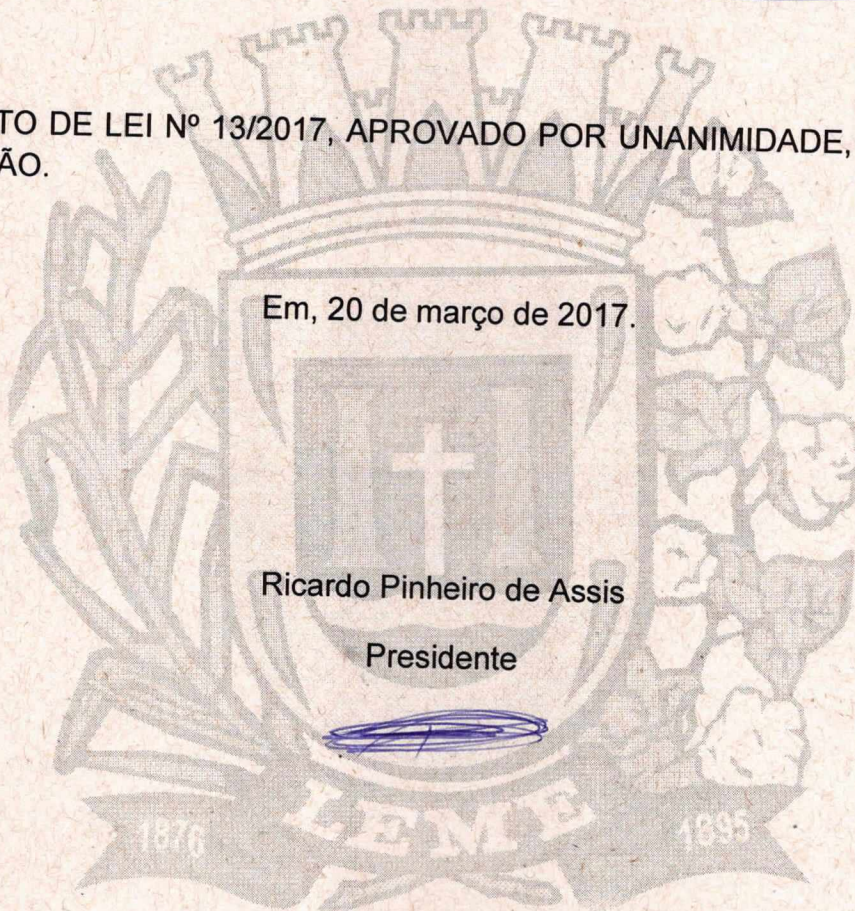 TO DE LEI Nº 13/2017, APROVADO POR UNANIMIDADE,
ÃO.
Em, 20 de março de 2017.
Ricardo Pinheiro de Assis
Presidente
LEME
1876
1895